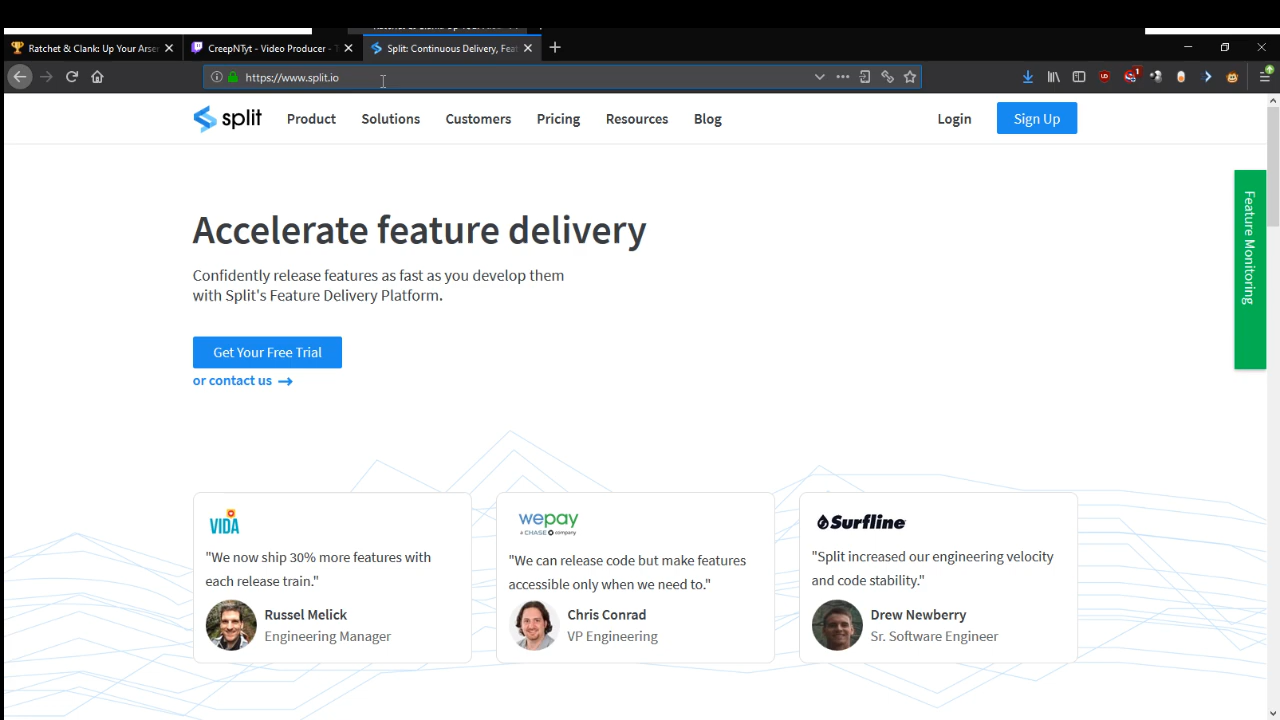 Ratchet & Clank: Up Your Arser
CreepNTyt - Video Producer - T
Split: Continuous Delivery, Feat
https://www.split.io
1
split
Product
Solutions
Customers
Pricing
Resources
Blog
Login
Sign Up
Accelerate feature delivery
Confidently release features as fast as you develop them
with Split's Feature Delivery Platform.
Get Your Free Trial
or contact us →
Feature Monitoring
VIDA
"We now ship 30% more features with
each release train."
Russel Melick
Engineering Manager
wepay
a CHASE company
"We can release code but make features
accessible only when we need to."
Chris Conrad
VP Engineering
Surfline
"Split increased our engineering velocity
and code stability."
Drew Newberry
Sr. Software Engineer